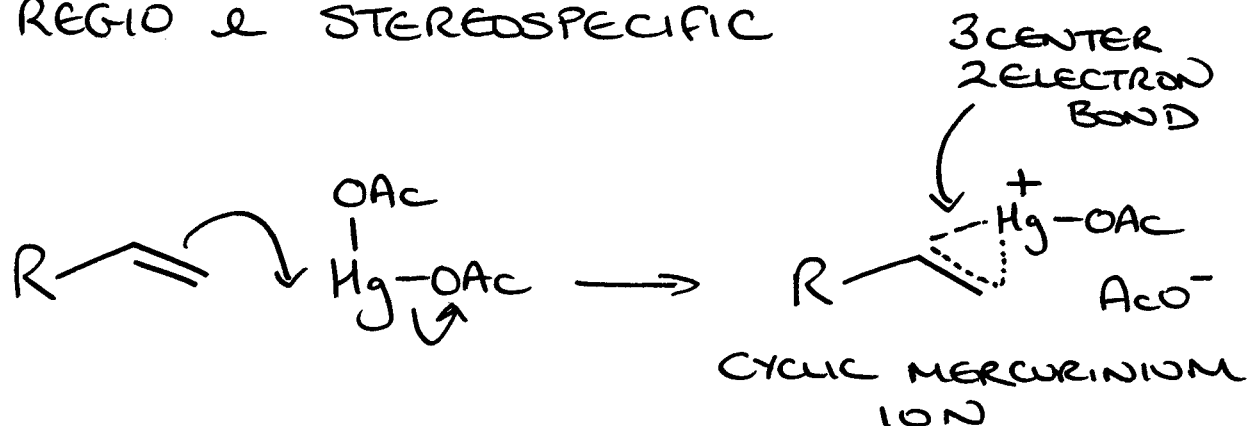 REGIO & STEREOSPECIFIC
3 CENTER
2 ELECTRON
BOND
OAc
R
Hg-OAc
R
+
Hg-OAc
AcO⁻
CYCLIC MERCURINIUM
ION